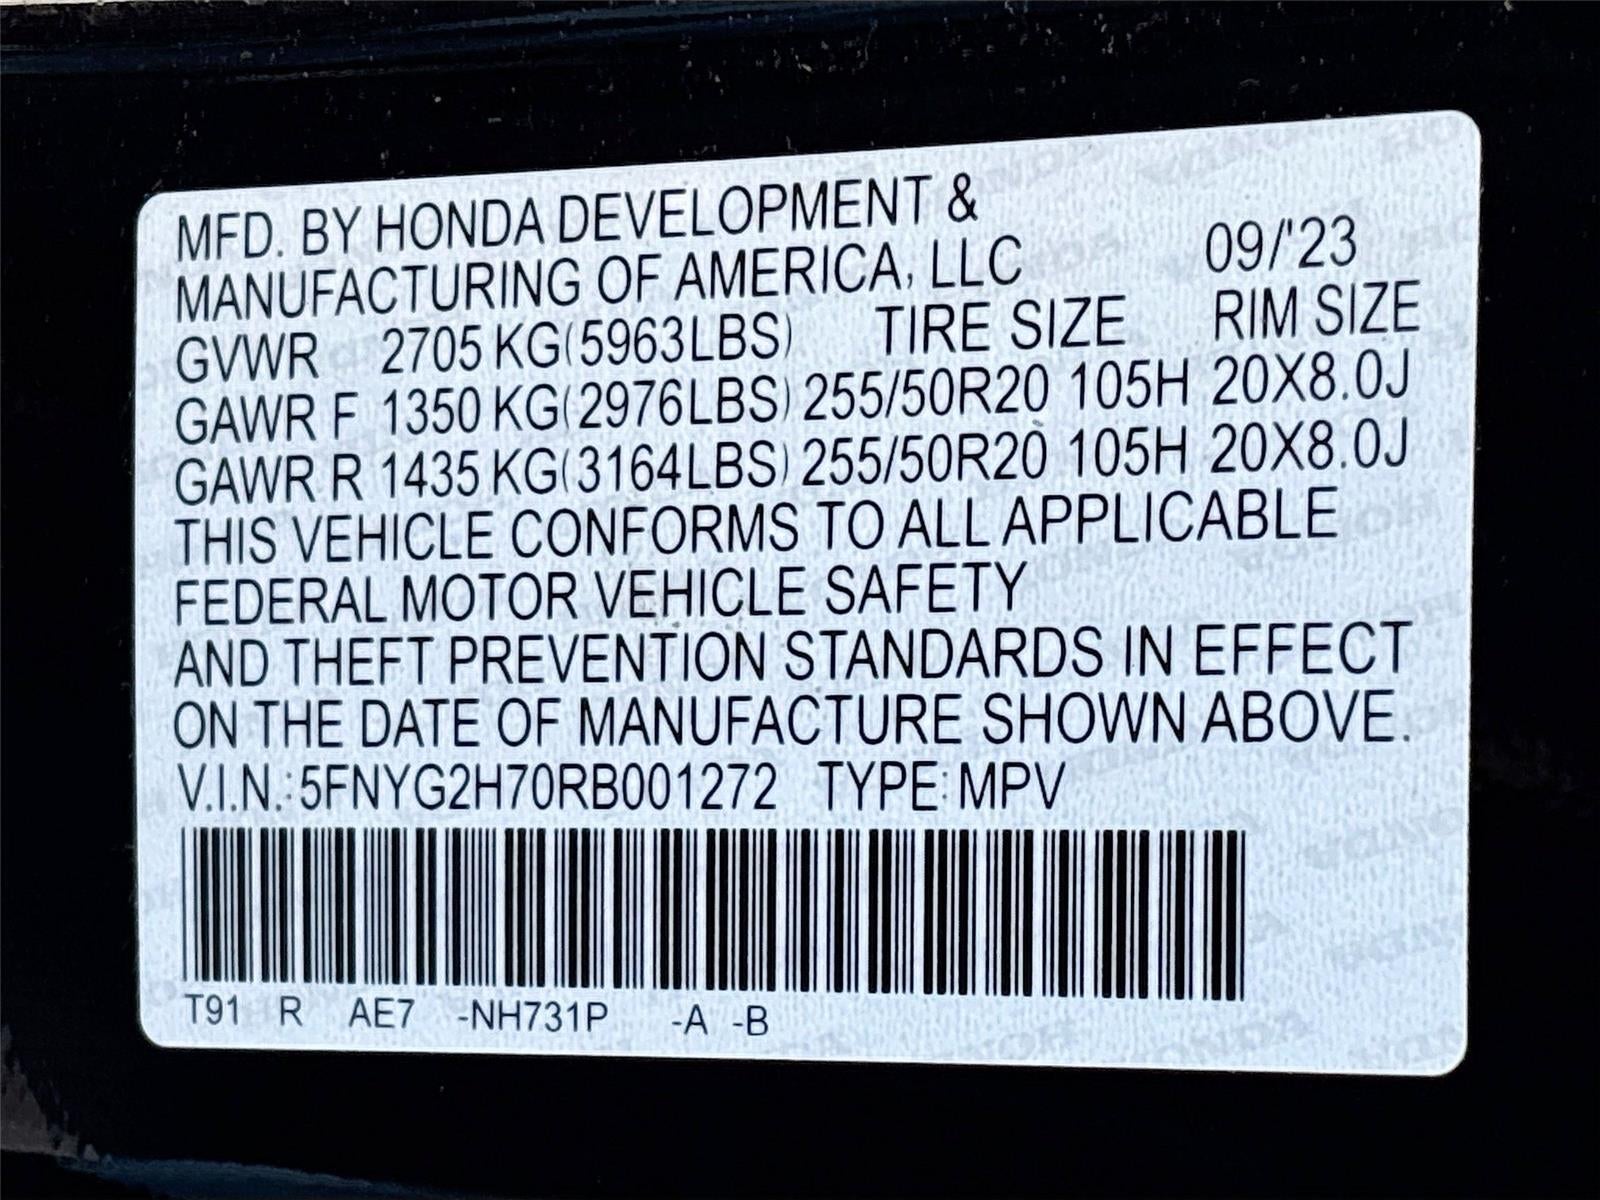 MFD. BY HONDA DEVELOPMENT &
MANUFACTURING OF AMERICA, LLC 09/'23
GVWR 2705 KG(5963LBS) TIRE SIZE RIM SIZE
GAWR F 1350 KG(2976LBS) 255/50R20 105H 20X8.0J
GAWR R 1435 KG(3164LBS) 255/50R20 105H 20X8.0J
THIS VEHICLE CONFORMS TO ALL APPLICABLE
FEDERAL MOTOR VEHICLE SAFETY
AND THEFT PREVENTION STANDARDS IN EFFECT
ON THE DATE OF MANUFACTURE SHOWN ABOVE.
V.I.N.: 5FNYG2H70RB001272 TYPE: MPV
T91 R AE7 -NH731P -A -B